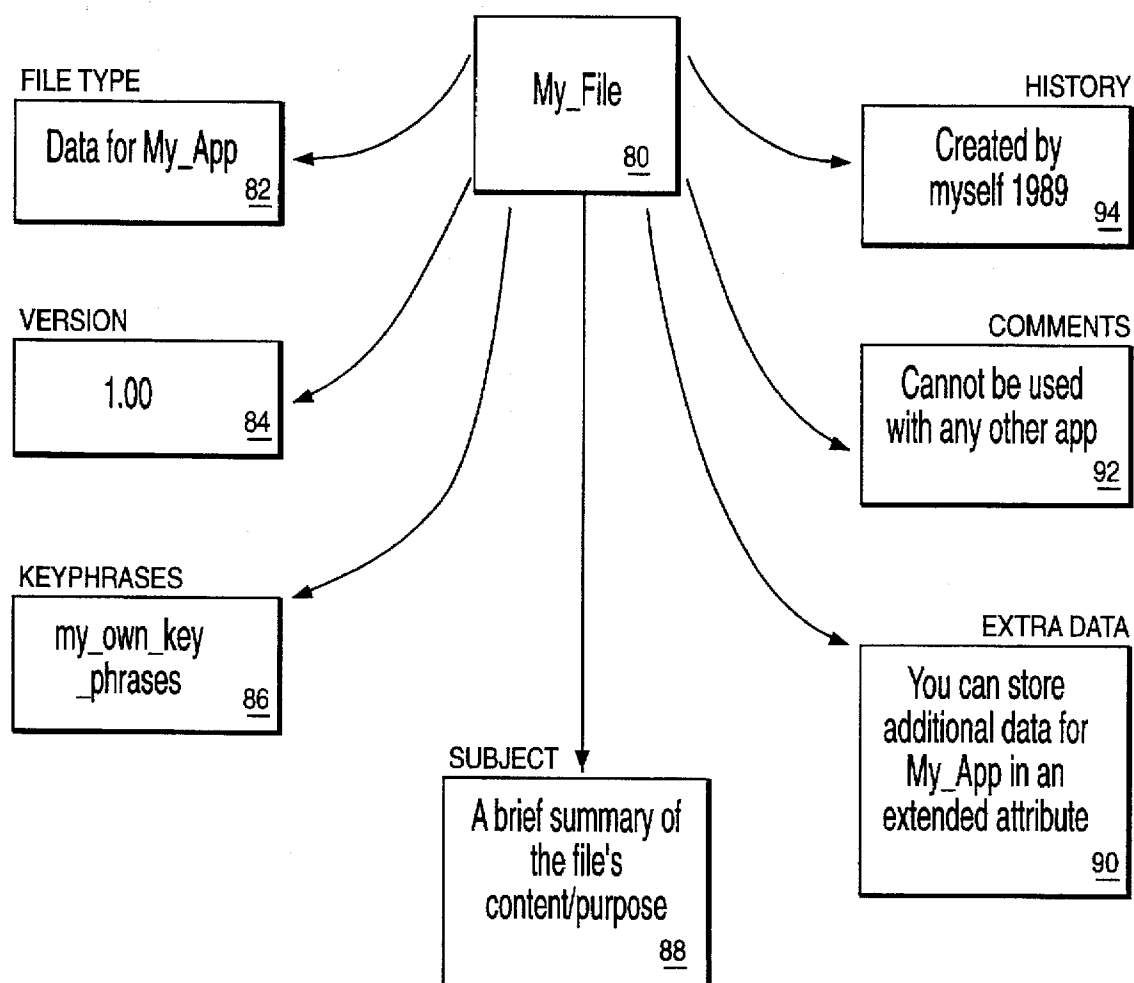 My_File
80
FILE TYPE
Data for My_App
82
VERSION
1.00
84
KEYPHRASES
my_own_key
_phrases
86
SUBJECT
A brief summary of
the file's
content/purpose
88
HISTORY
Created by
myself 1989
94
COMMENTS
Cannot be used
with any other app
92
EXTRA DATA
You can store
additional data for
My_App in an
extended attribute
90